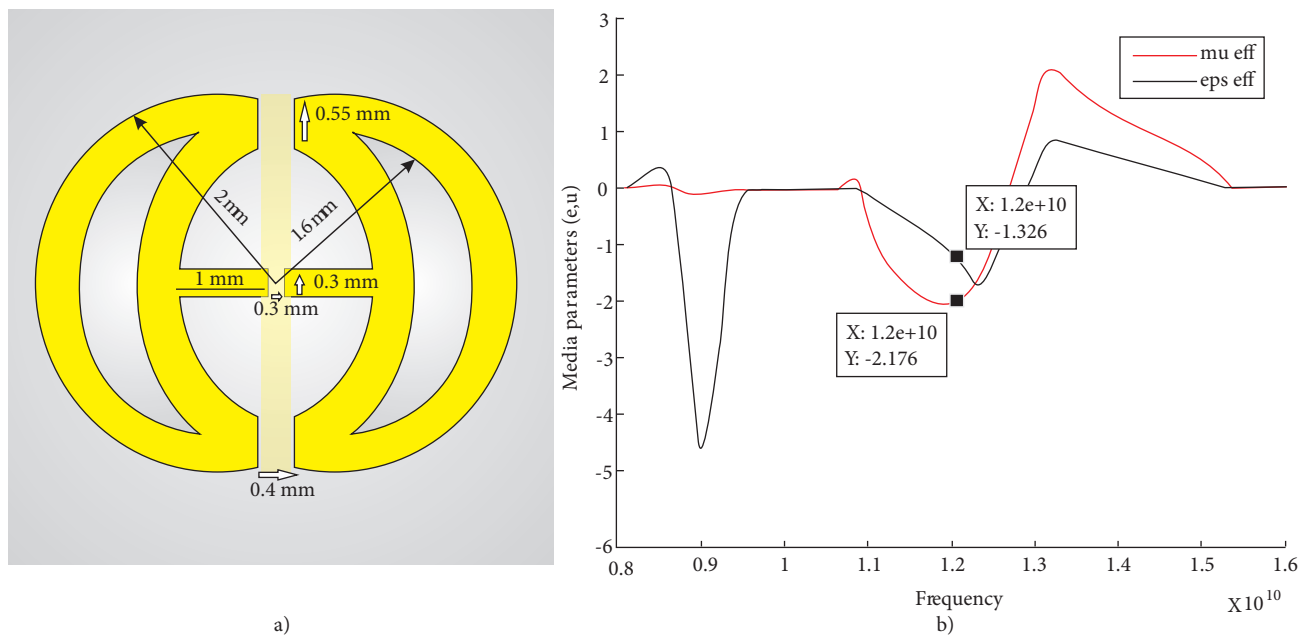 0.55 mm
2 mm
1.6 mm
1 mm
0.3 mm
0.3 mm
0.4 mm
a)
3
2
1
0
-1
-2
-3
-4
-5
-6
Media parameters (e,u)
mu eff
eps eff
X: 1.2e+10
Y: -1.326
X: 1.2e+10
Y: -2.176
0.8
0.9
1
1.1
1.2
1.3
1.4
1.5
1.6
Frequency
X 10 10
b)